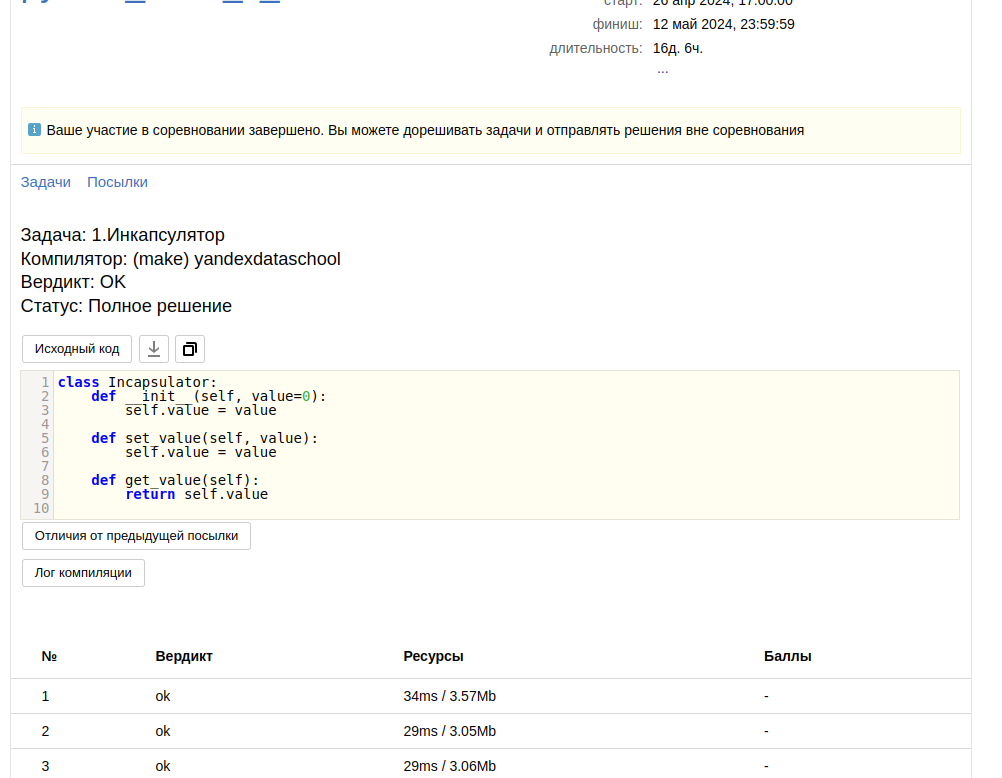 старт: 26 апр 2024, 17:00:00
финиш: 12 май 2024, 23:59:59
длительность: 16д. 6ч.
...
Ваше участие в соревновании завершено. Вы можете дорешивать задачи и отправлять решения вне соревнования
Задачи Посылки
Задача: 1.Инкапсулятор
Компилятор: (make) yandexdataschool
Вердикт: OK
Статус: Полное решение
Исходный код
1 class Incapsulator:
2     def __init__(self, value=0):
3         self.value = value
4
5     def set_value(self, value):
6         self.value = value
7
8     def get_value(self):
9         return self.value
10
Отличия от предыдущей посылки
Лог компиляции
№ Вердикт Ресурсы Баллы
1 ok 34ms / 3.57Mb -
2 ok 29ms / 3.05Mb -
3 ok 29ms / 3.06Mb -